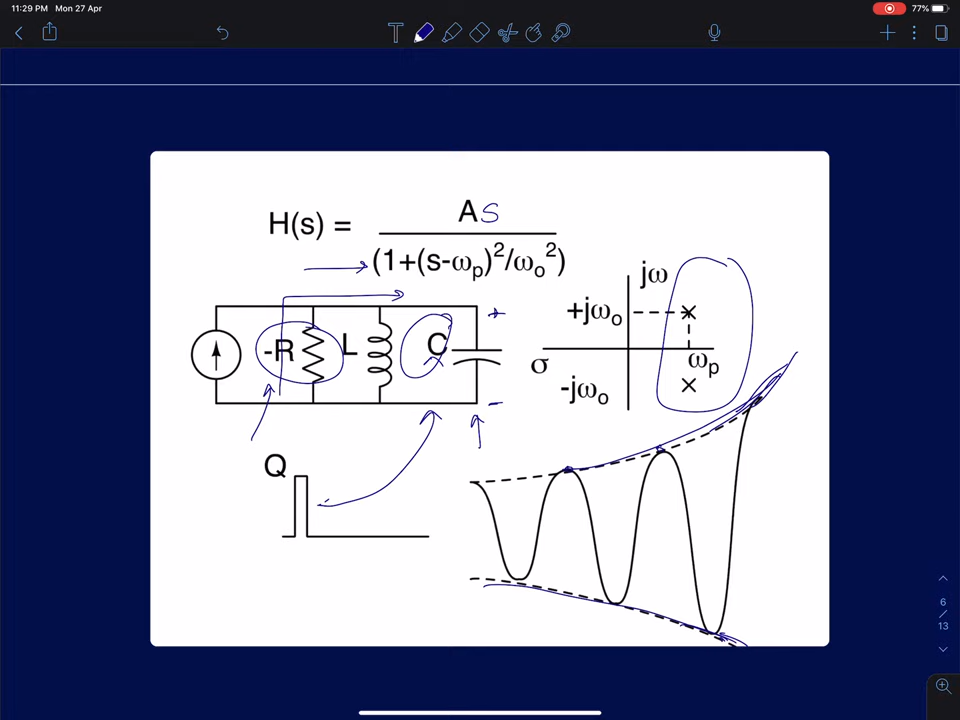 11:29 PM Mon 27 Apr
77%
H(s) = As / (1+(s-ωp)²/ωo²)
jω
+jωo
-R
L
C
+
σ
ωp
-jωo
-
Q
6
/
13